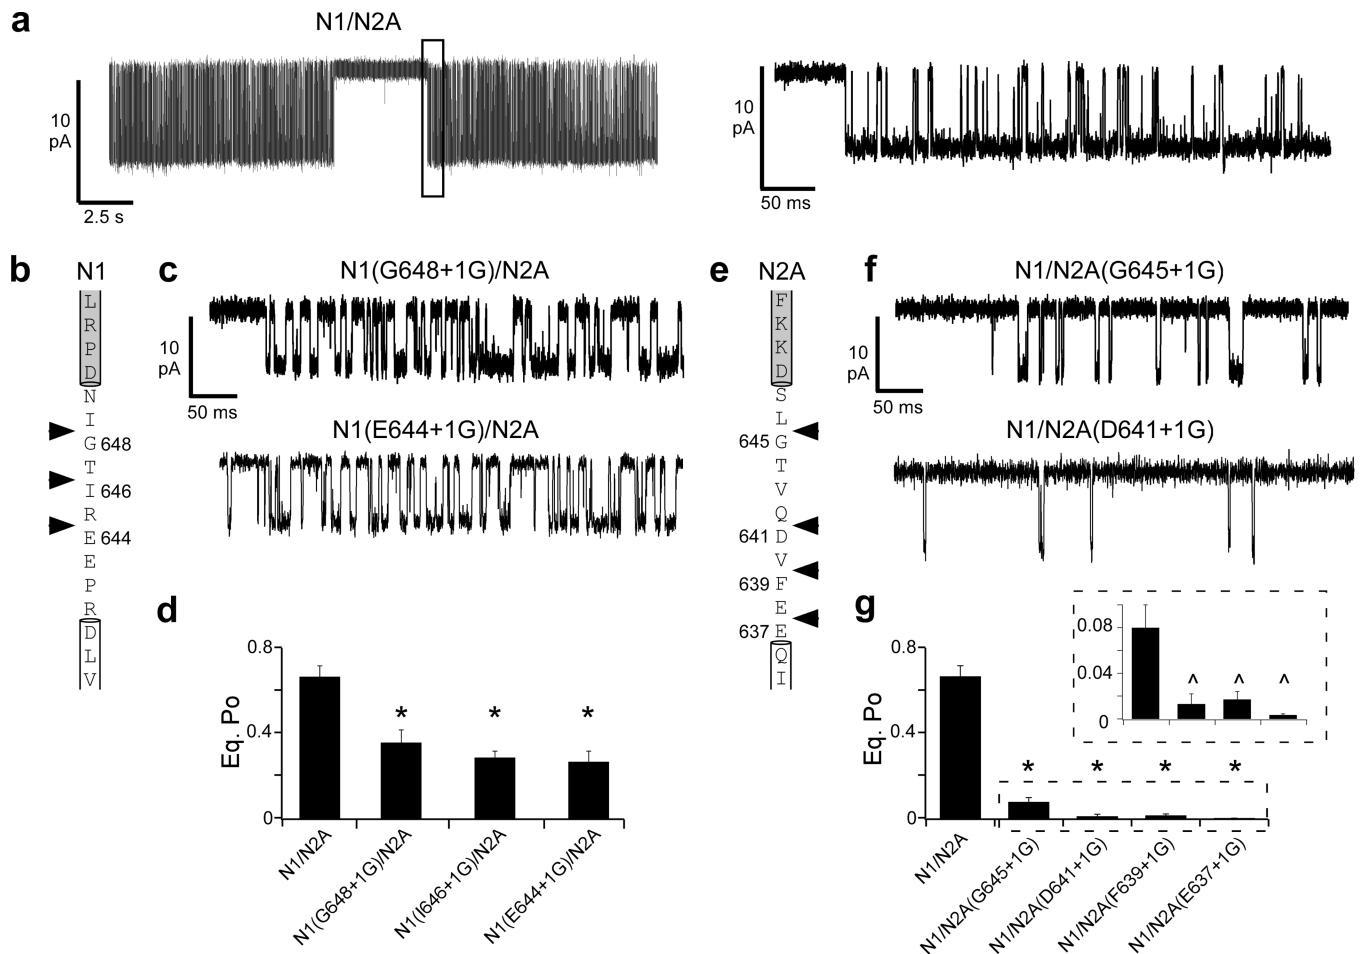 a
N1/N2A
10
pA
2.5 s
10
pA
50 ms
b
N1
L
R
P
D
N
I
G 648
T
I 646
R
E 644
E
P
R
D
L
V
c
N1(G648+1G)/N2A
10
pA
50 ms
N1(E644+1G)/N2A
d
Eq. Po
0.8
0.4
0
* * *
N1/N2A
N1(G648+1G)/N2A
N1(I646+1G)/N2A
N1(E644+1G)/N2A
e
N2A
F
K
K
D
S
L
645 G
T
V
Q
641 D
V
639 F
E
637 E
Q
I
f
N1/N2A(G645+1G)
10
pA
50 ms
N1/N2A(D641+1G)
g
Eq. Po
0.8
0.4
0
0.08
0.04
0
^ ^ ^
* * * *
N1/N2A
N1/N2A(G645+1G)
N1/N2A(D641+1G)
N1/N2A(F639+1G)
N1/N2A(E637+1G)